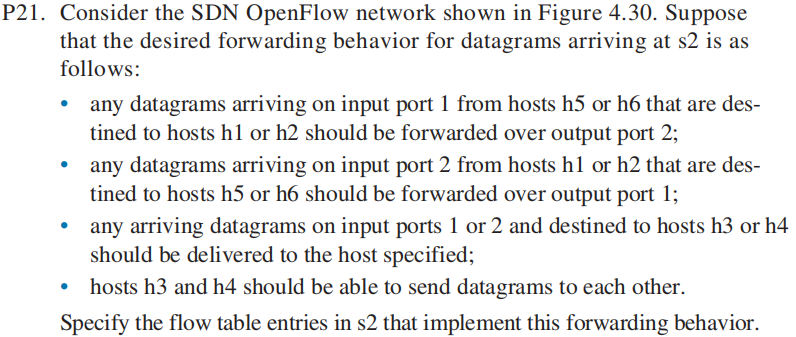 P21. Consider the SDN OpenFlow network shown in Figure 4.30. Suppose
that the desired forwarding behavior for datagrams arriving at s2 is as
follows:
• any datagrams arriving on input port 1 from hosts h5 or h6 that are des-
tined to hosts h1 or h2 should be forwarded over output port 2;
• any datagrams arriving on input port 2 from hosts h1 or h2 that are des-
tined to hosts h5 or h6 should be forwarded over output port 1;
• any arriving datagrams on input ports 1 or 2 and destined to hosts h3 or h4
should be delivered to the host specified;
• hosts h3 and h4 should be able to send datagrams to each other.
Specify the flow table entries in s2 that implement this forwarding behavior.